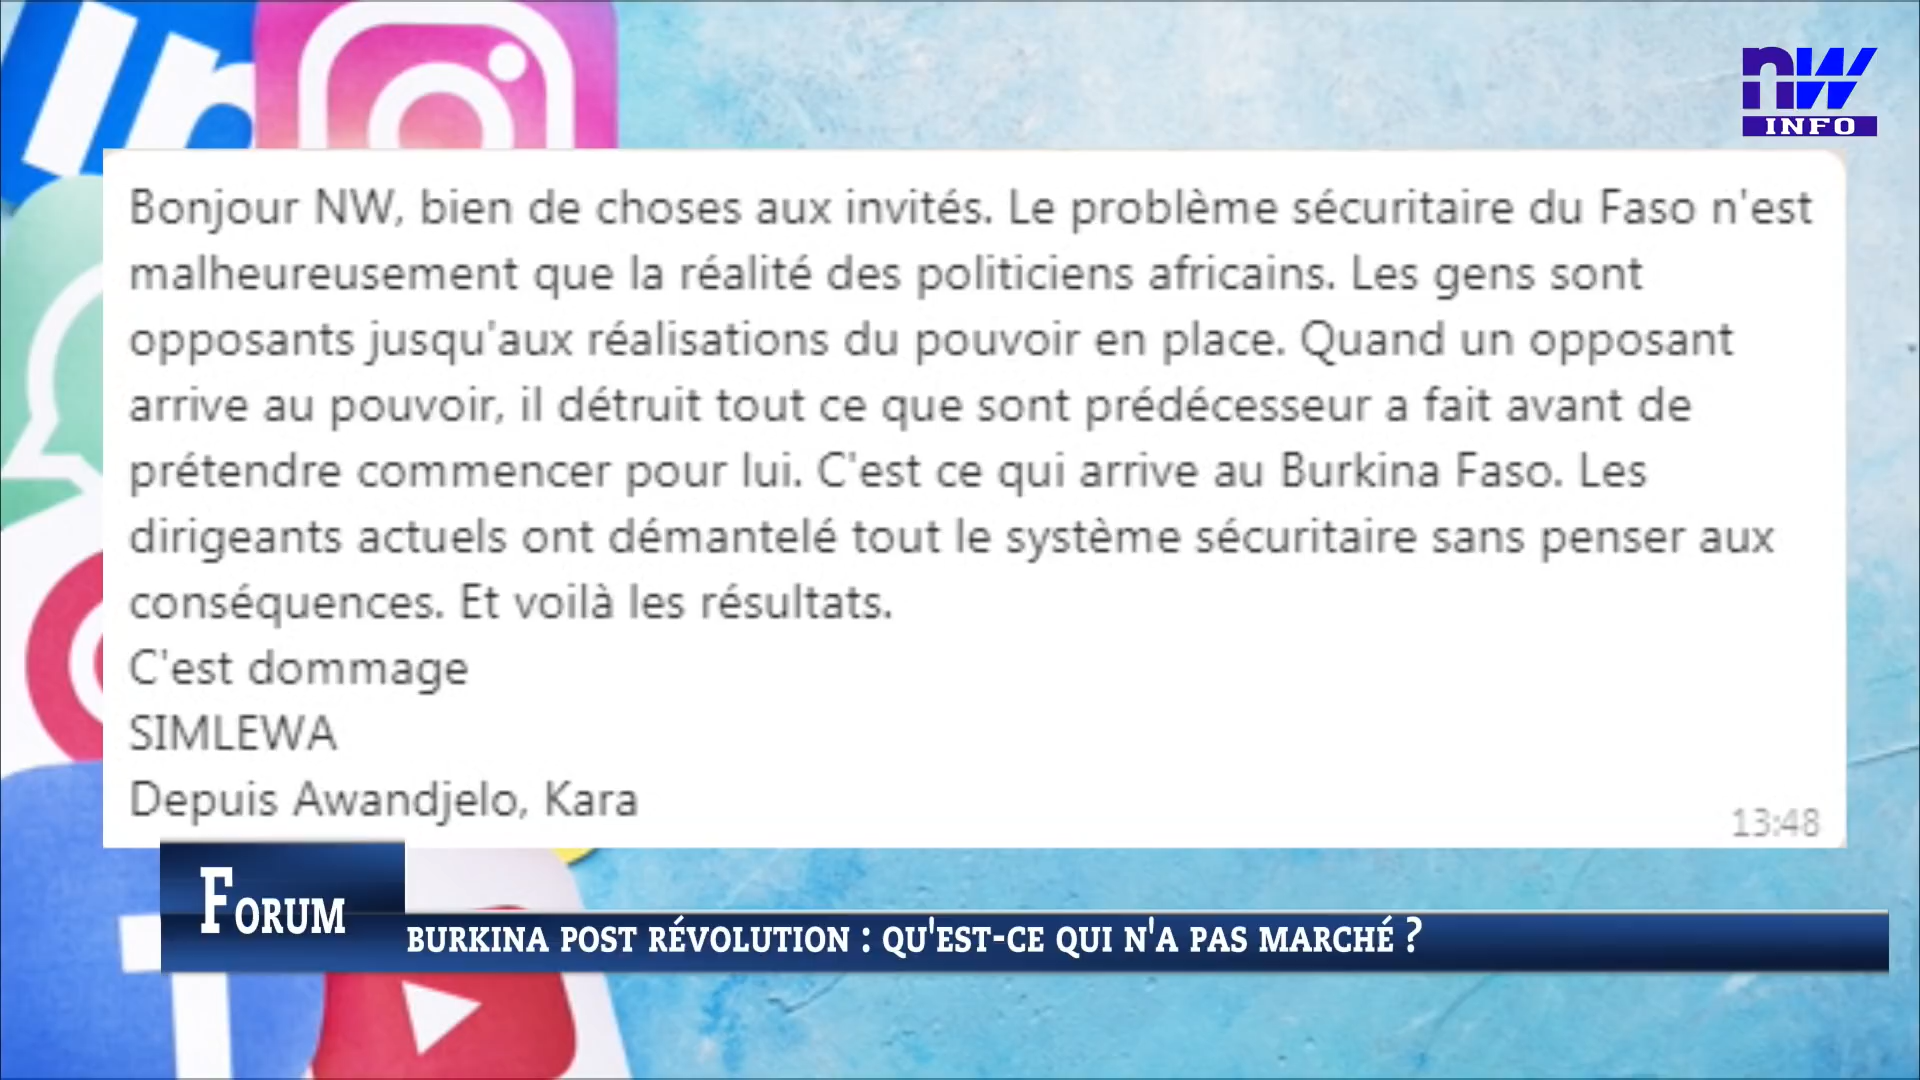 in
nw
INFO
Bonjour NW, bien de choses aux invités. Le problème sécuritaire du Faso n'est
malheureusement que la réalité des politiciens africains. Les gens sont
opposants jusqu'aux réalisations du pouvoir en place. Quand un opposant
arrive au pouvoir, il détruit tout ce que sont prédécesseur a fait avant de
prétendre commencer pour lui. C'est ce qui arrive au Burkina Faso. Les
dirigeants actuels ont démantelé tout le système sécuritaire sans penser aux
conséquences. Et voilà les résultats.
C'est dommage
SIMLEWA
Depuis Awandjelo, Kara
13:48
FORUM
BURKINA POST RÉVOLUTION : QU'EST-CE QUI N'A PAS MARCHÉ ?